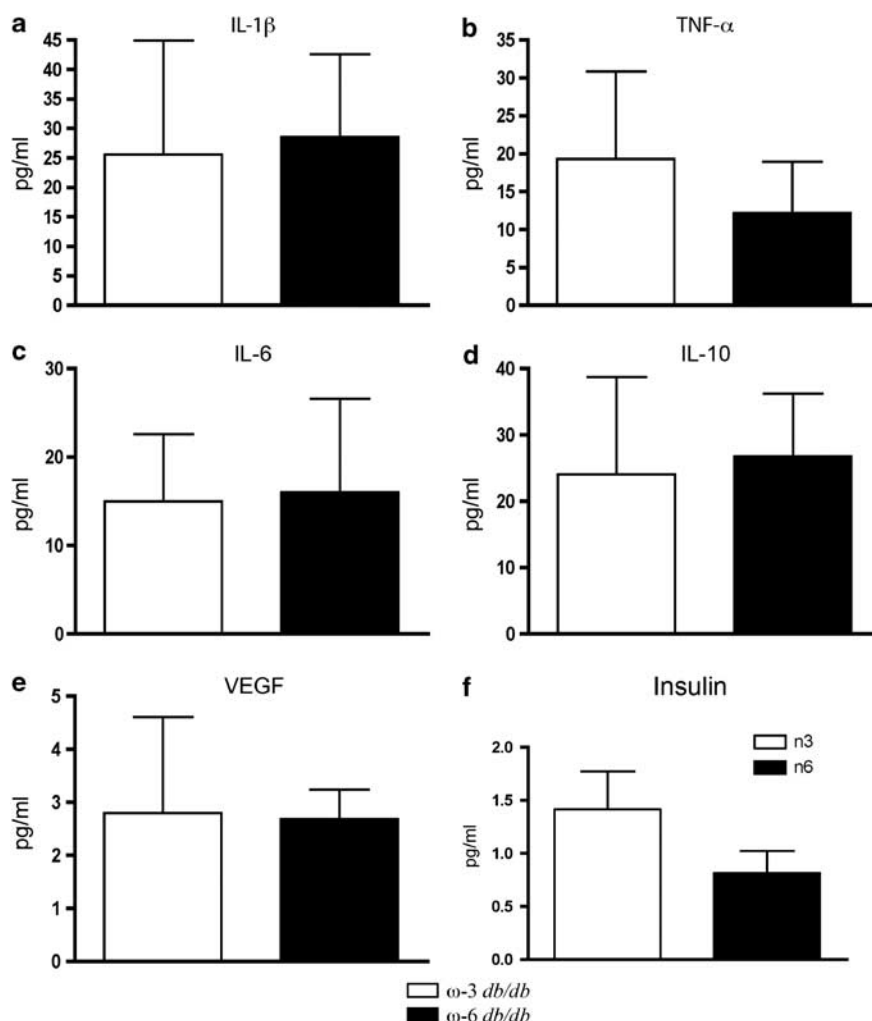 a
IL-1β
45
40
35
30
25
20
15
10
5
0
pg/ml
b
TNF-α
35
30
25
20
15
10
5
0
pg/ml
c
IL-6
30
20
10
0
pg/ml
d
IL-10
40
30
20
10
0
pg/ml
e
VEGF
5
4
3
2
1
0
pg/ml
f
Insulin
2.0
1.5
1.0
0.5
0.0
pg/ml
n3
n6
ω-3 db/db
ω-6 db/db